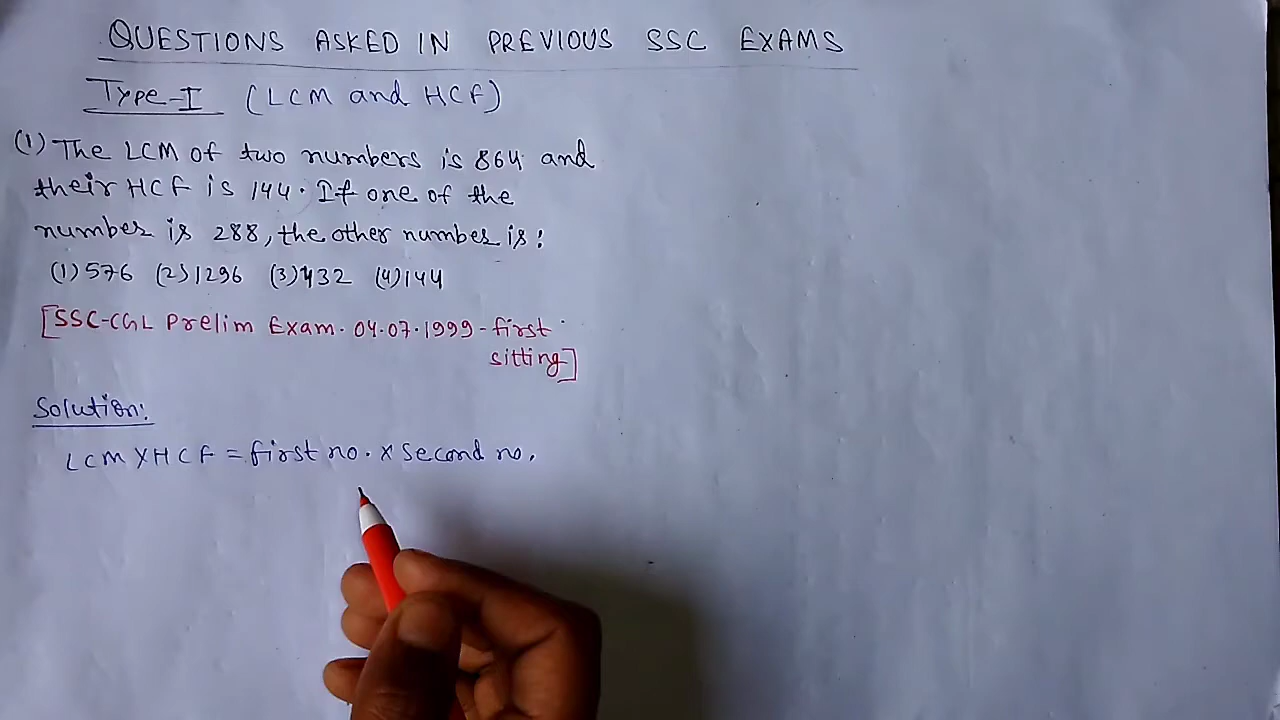 QUESTIONS ASKED IN PREVIOUS SSC EXAMS
Type-I (LCM and HCF)
(1) The LCM of two numbers is 864 and
their HCF is 144. If one of the
number is 288, the other number is:
(1) 576 (2) 1296 (3) 432 (4) 144
[SSC-CGL Prelim Exam. 04.07.1999 - first
sitting]
Solution:
LCM X HCF = first no. x Second no.